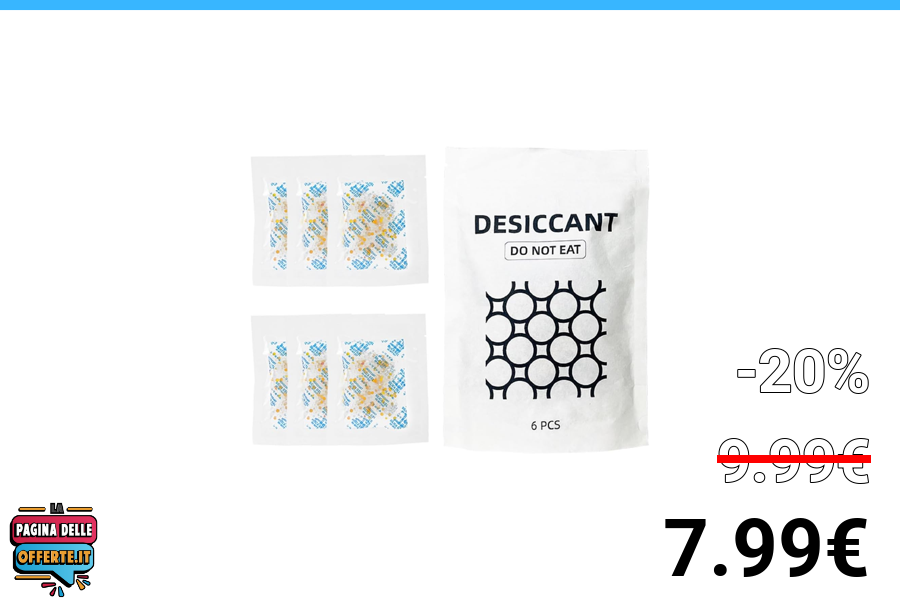 DESICCANT
DO NOT EAT
6 PCS
-20%
9.99€
7.99€
LA
PAGINA DELLE
OFFERTE.IT